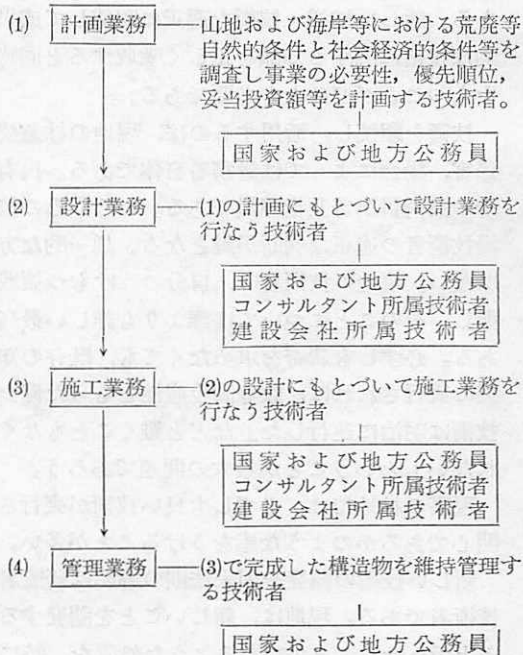 (1) 計画業務 山地および海岸等における荒廃等
自然的条件と社会経済的条件等を
調査し事業の必要性，優先順位，
妥当投資額等を計画する技術者。
国家および地方公務員
(2) 設計業務 (1)の計画にもとづいて設計業務を
行なう技術者
国家および地方公務員
コンサルタント所属技術者
建設会社所属技術者
(3) 施工業務 (2)の設計にもとづいて施工業務を
行なう技術者
国家および地方公務員
コンサルタント所属技術者
建設会社所属技術者
(4) 管理業務 (3)で完成した構造物を維持管理す
る技術者
国家および地方公務員